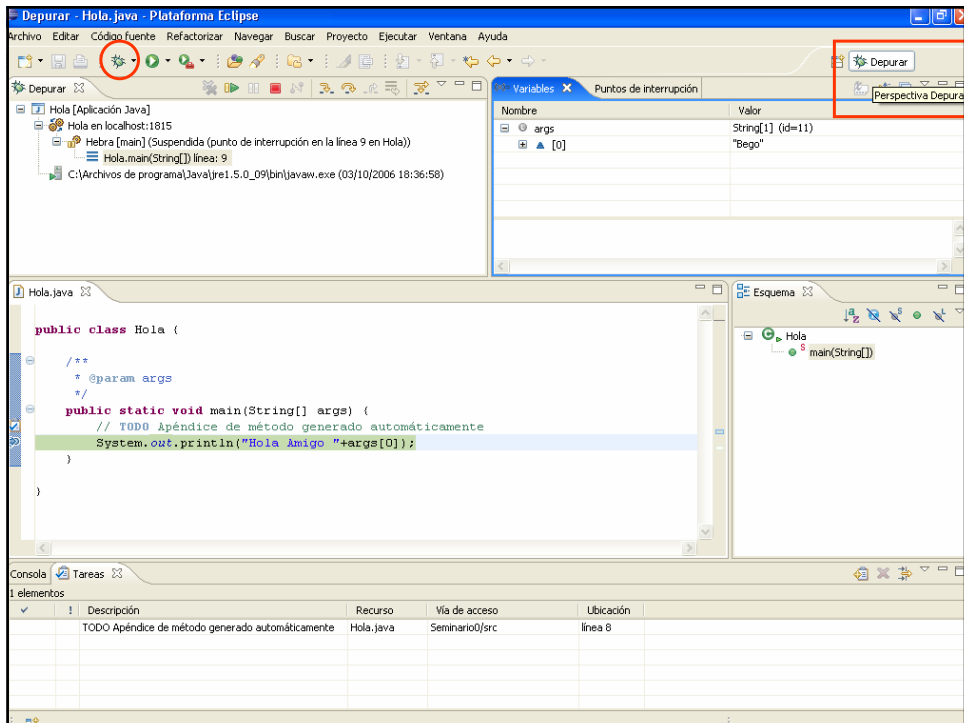 Depurar - Hola.java - Plataforma Eclipse
Archivo Editar Código fuente Refactorizar Navegar Buscar Proyecto Ejecutar Ventana Ayuda
Depurar
Perspectiva Depura
Depurar
Hola [Aplicación Java]
Hola en localhost:1815
Hebra [main] (Suspendida (punto de interrupción en la línea 9 en Hola))
Hola.main(String[]) línea: 9
C:\Archivos de programa\Java\jre1.5.0_09\bin\javaw.exe (03/10/2006 18:36:58)
Variables Puntos de interrupción
Nombre Valor
args String[1] (id=11)
[0] "Bego"
Hola.java
public class Hola {
/**
* @param args
*/
public static void main(String[] args) {
// TODO Apéndice de método generado automáticamente
System.out.println("Hola Amigo "+args[0]);
}
}
Esquema
Hola
main(String[])
Consola Tareas
1 elementos
! Descripción Recurso Vía de acceso Ubicación
TODO Apéndice de método generado automáticamente Hola.java Seminario0/src línea 8